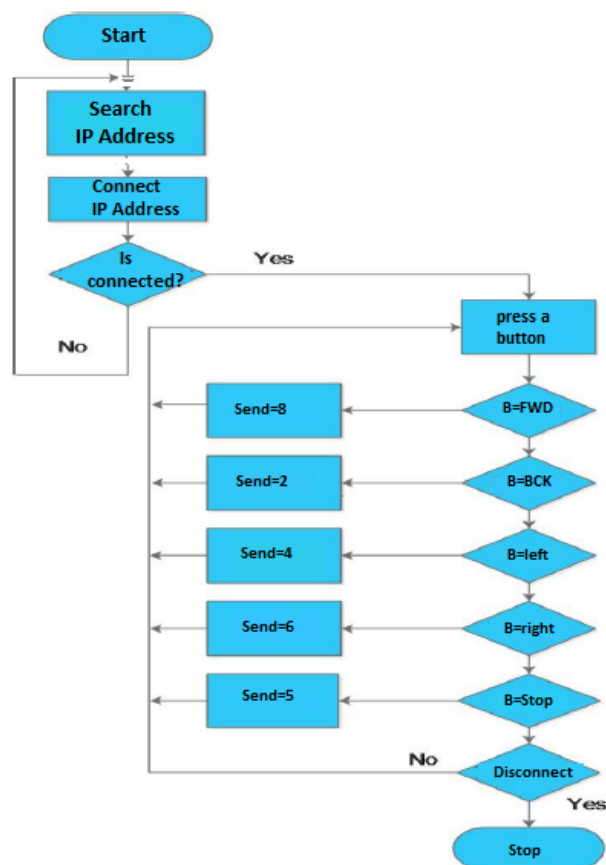 Start
Search
IP Address
Connect
IP Address
Is
connected?
Yes
No
press a
button
B=FWD
Send=8
B=BCK
Send=2
B=left
Send=4
B=right
Send=6
B=Stop
Send=5
Disconnect
No
Yes
Stop